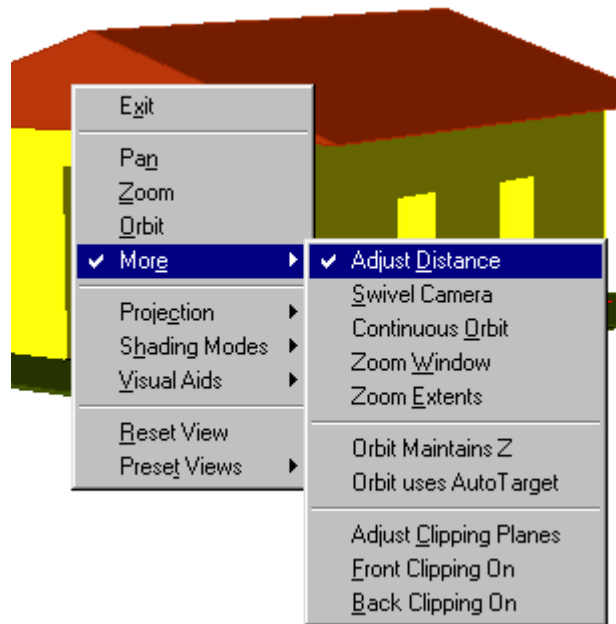 Exit
Pan
Zoom
Orbit
More
Projection
Shading Modes
Visual Aids
Reset View
Preset Views
Adjust Distance
Swivel Camera
Continuous Orbit
Zoom Window
Zoom Extents
Orbit Maintains Z
Orbit uses AutoTarget
Adjust Clipping Planes
Front Clipping On
Back Clipping On